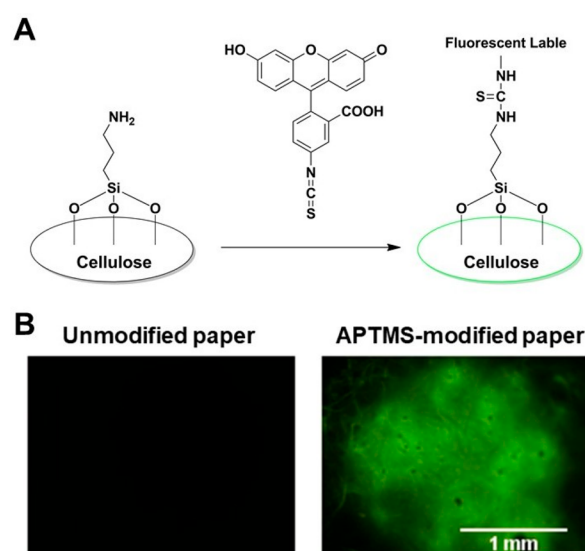 A
HO
O
O
COOH
N
C
S
NH₂
Si
O
O
O
Cellulose
Fluorescent Lable
NH
S=C
NH
Si
O
O
O
Cellulose
B
Unmodified paper
APTMS-modified paper
1 mm